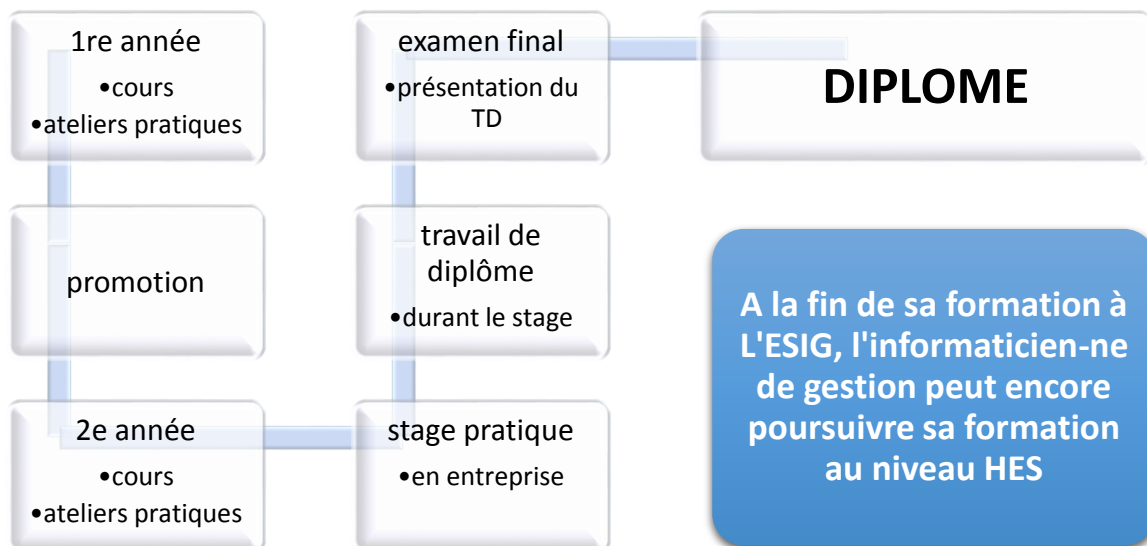 1re année
•cours
•ateliers pratiques
promotion
2e année
•cours
•ateliers pratiques
stage pratique
•en entreprise
travail de
diplôme
•durant le stage
examen final
•présentation du
TD
DIPLOME
A la fin de sa formation à
L'ESIG, l'informaticien-ne
de gestion peut encore
poursuivre sa formation
au niveau HES